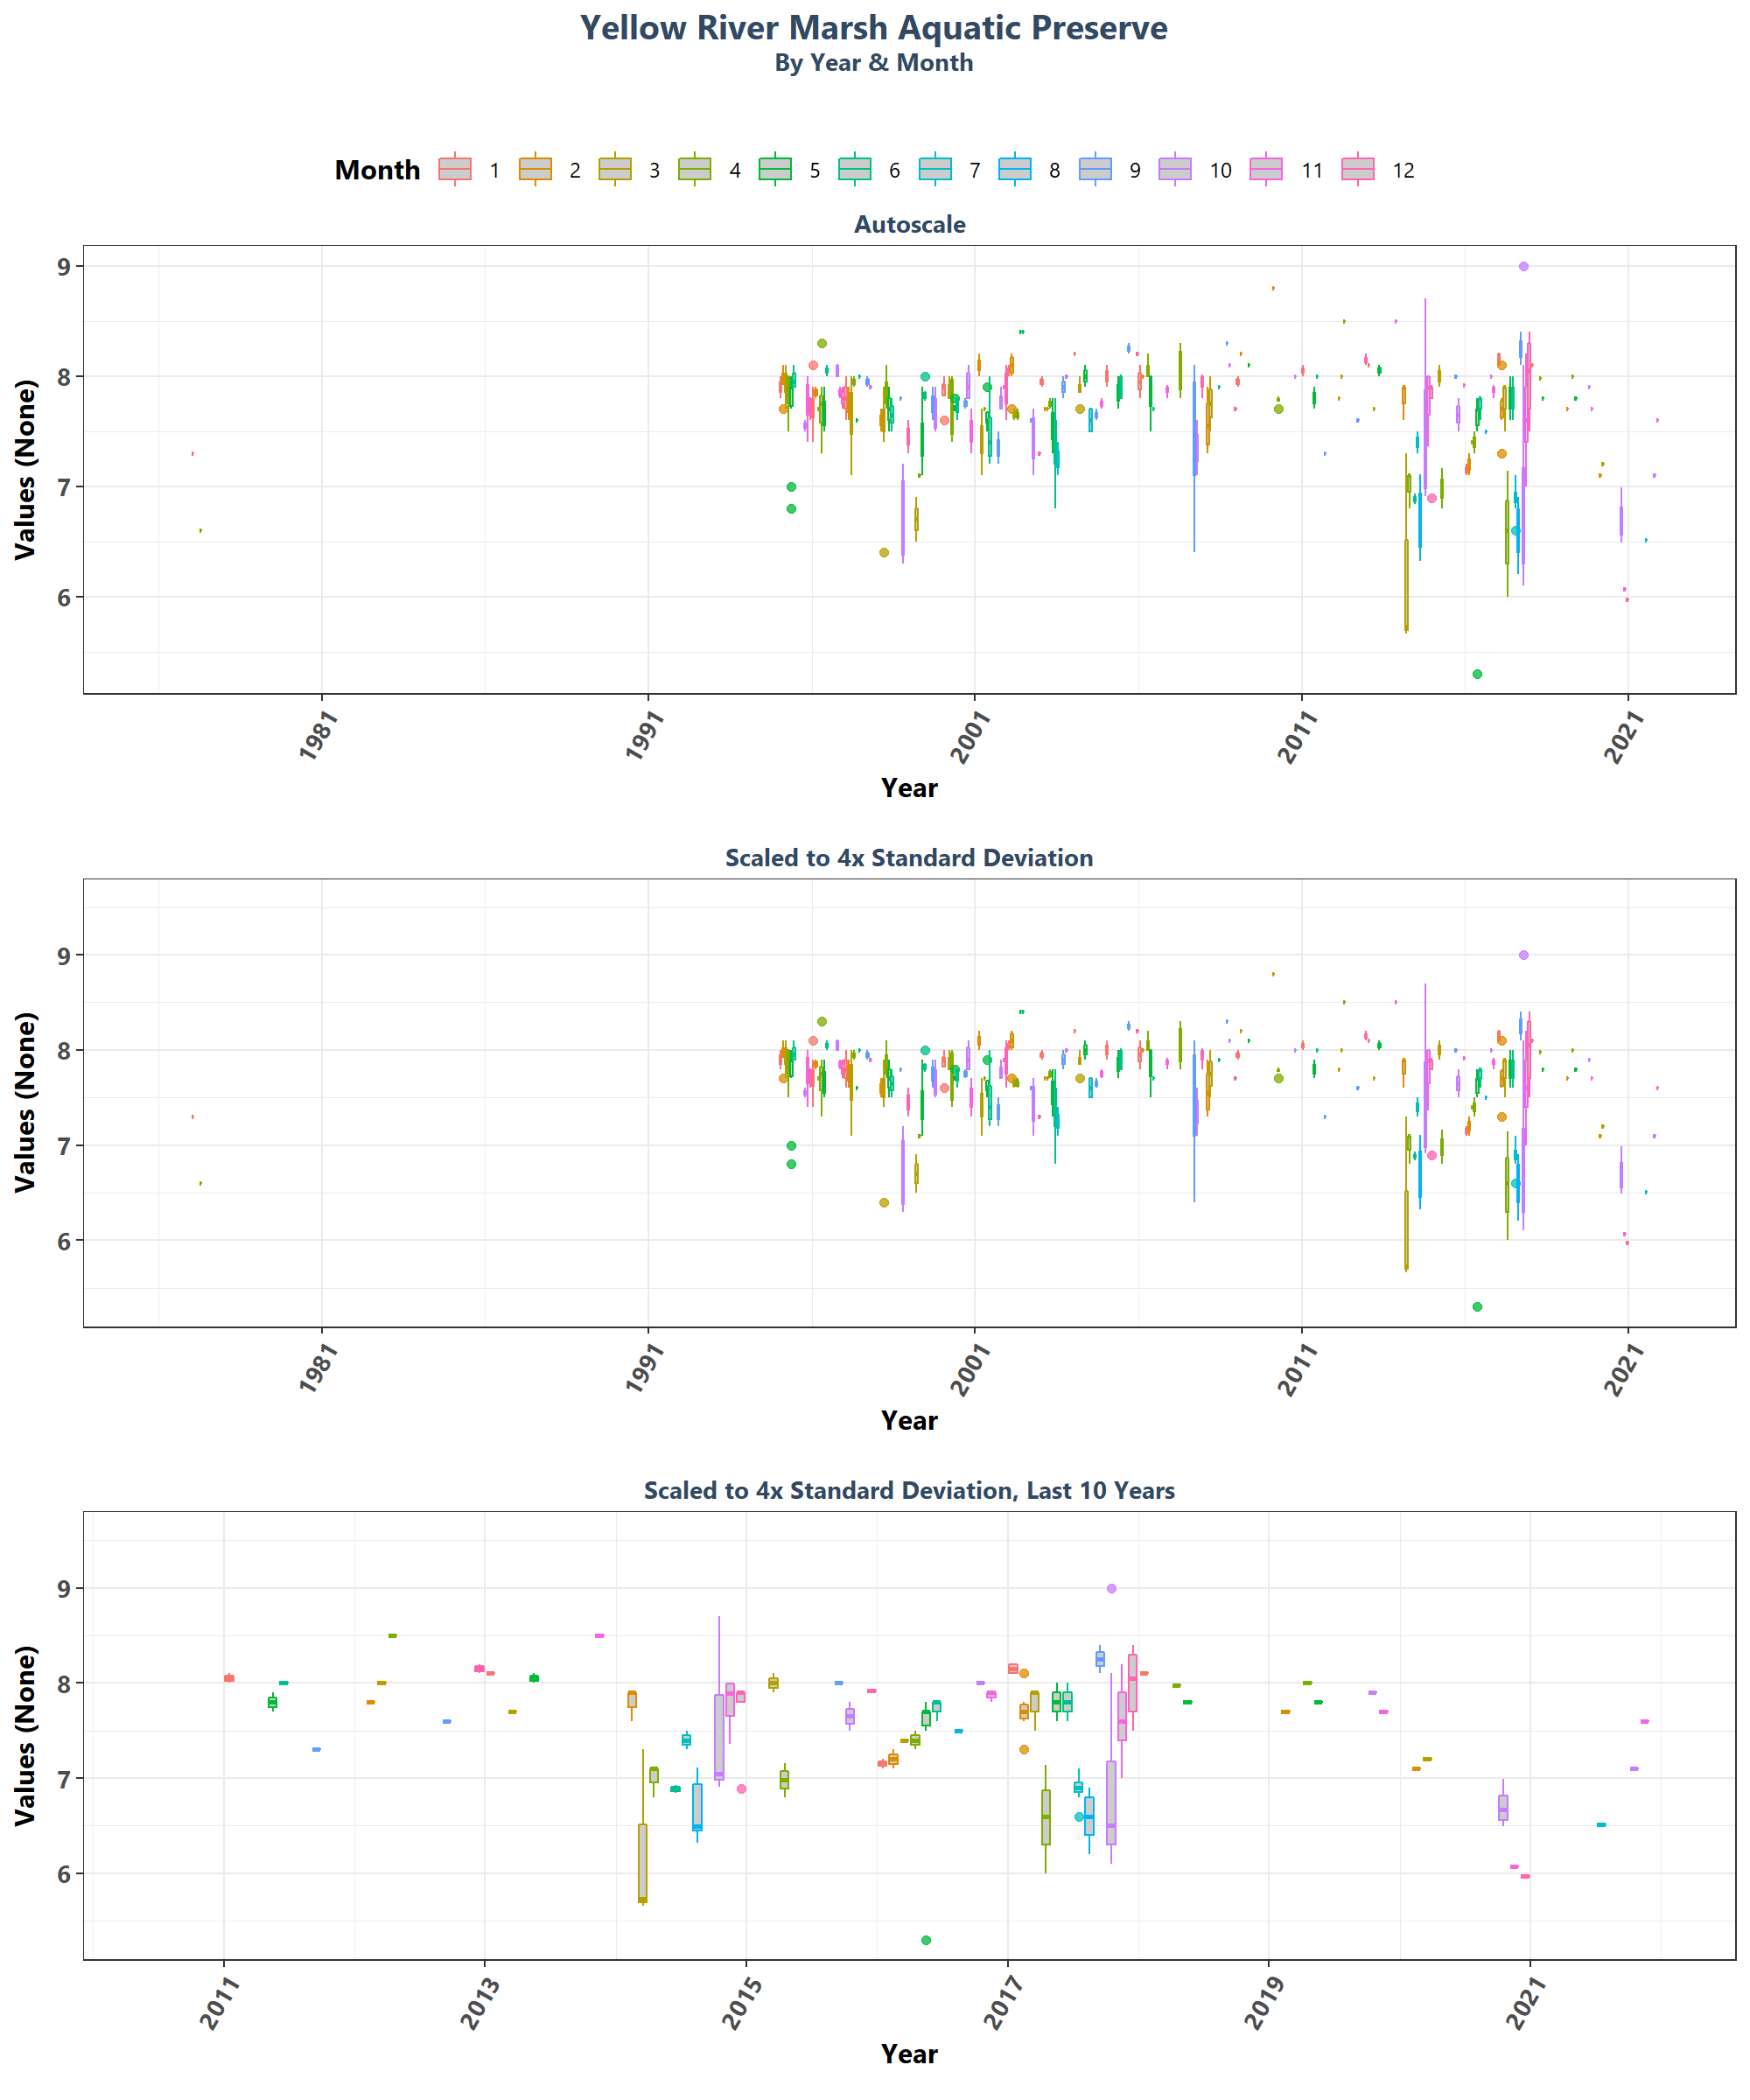 Yellow River Marsh Aquatic Preserve
By Year & Month
Month 1 2 3 4 5 6 7 8 9 10 11 12
Autoscale
Values (None)
9
8
7
6
1981 1991 2001 2011 2021
Year
Scaled to 4x Standard Deviation
Values (None)
9
8
7
6
1981 1991 2001 2011 2021
Year
Scaled to 4x Standard Deviation, Last 10 Years
Values (None)
9
8
7
6
2011 2013 2015 2017 2019 2021
Year